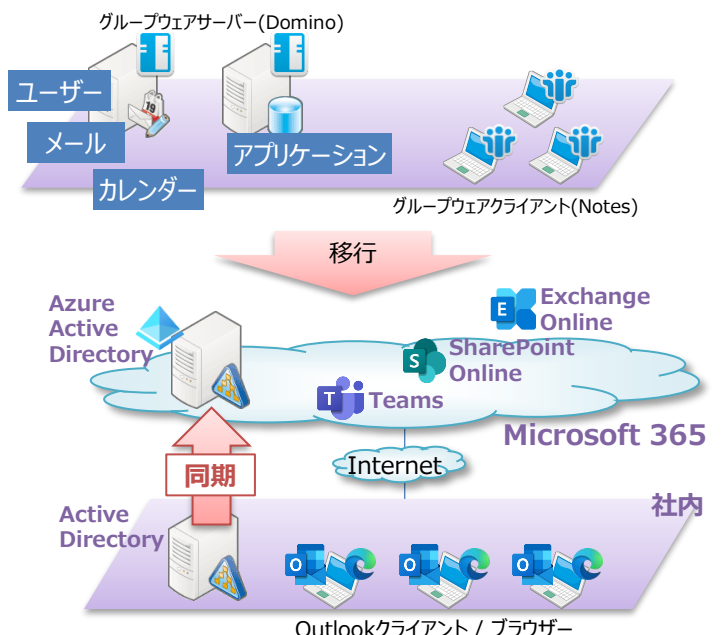 グループウェアサーバー(Domino)
ユーザー
19
メール
アプリケーション
カレンダー
グループウェアクライアント(Notes)
移行
Azure
Active
Directory
E
Exchange
Online
S
SharePoint
Online
T
Teams
Microsoft 365
Internet
同期
社内
Active
Directory
O
O
O
Outlookクライアント / ブラウザー